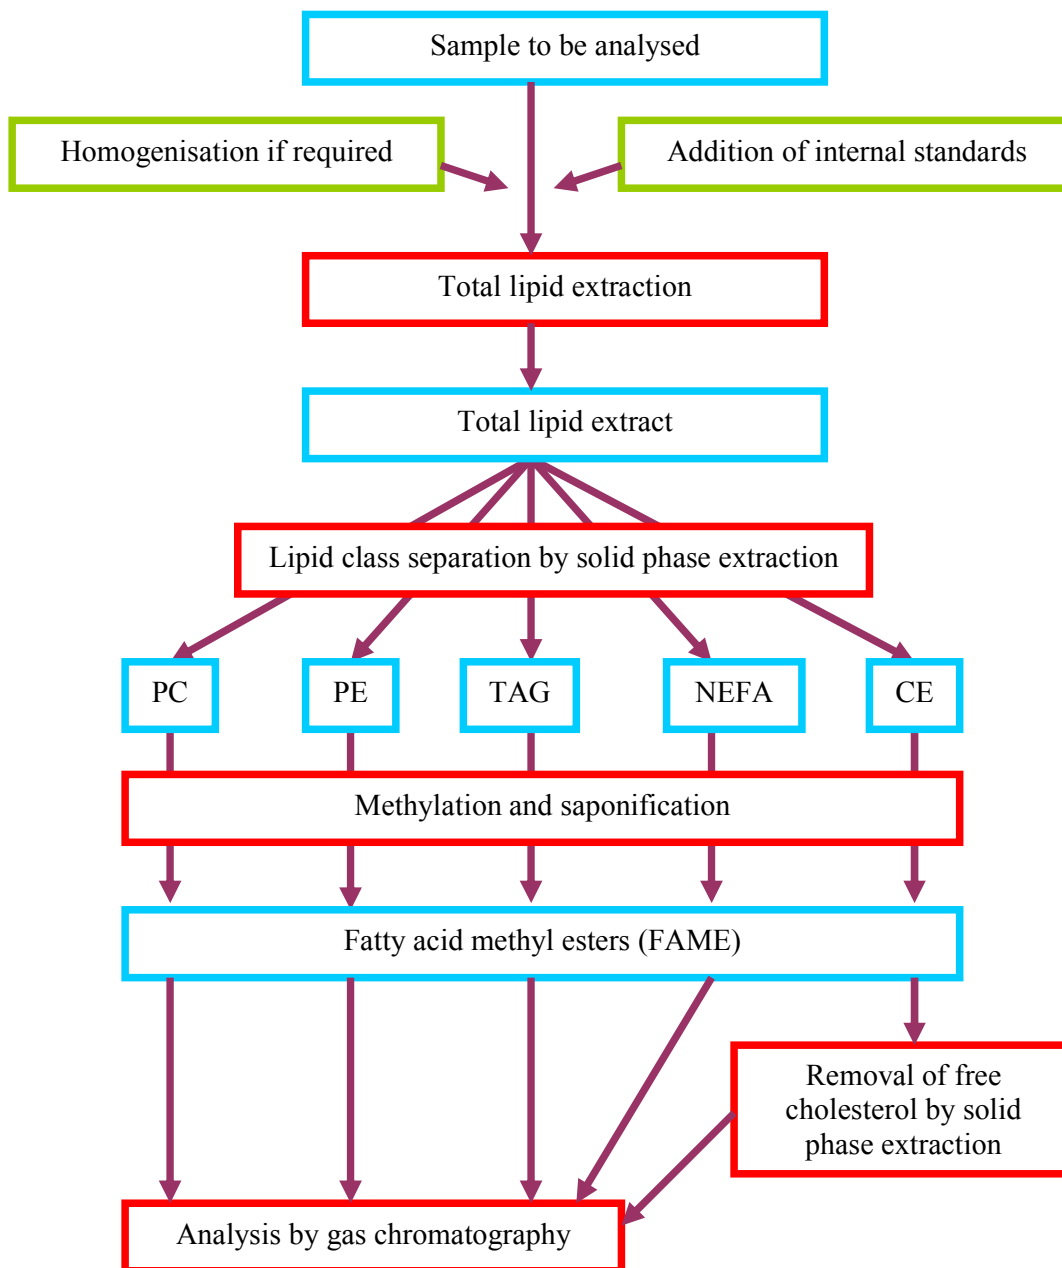 Sample to be analysed
Homogenisation if required
Addition of internal standards
Total lipid extraction
Total lipid extract
Lipid class separation by solid phase extraction
PC
PE
TAG
NEFA
CE
Methylation and saponification
Fatty acid methyl esters (FAME)
Removal of free
cholesterol by solid
phase extraction
Analysis by gas chromatography